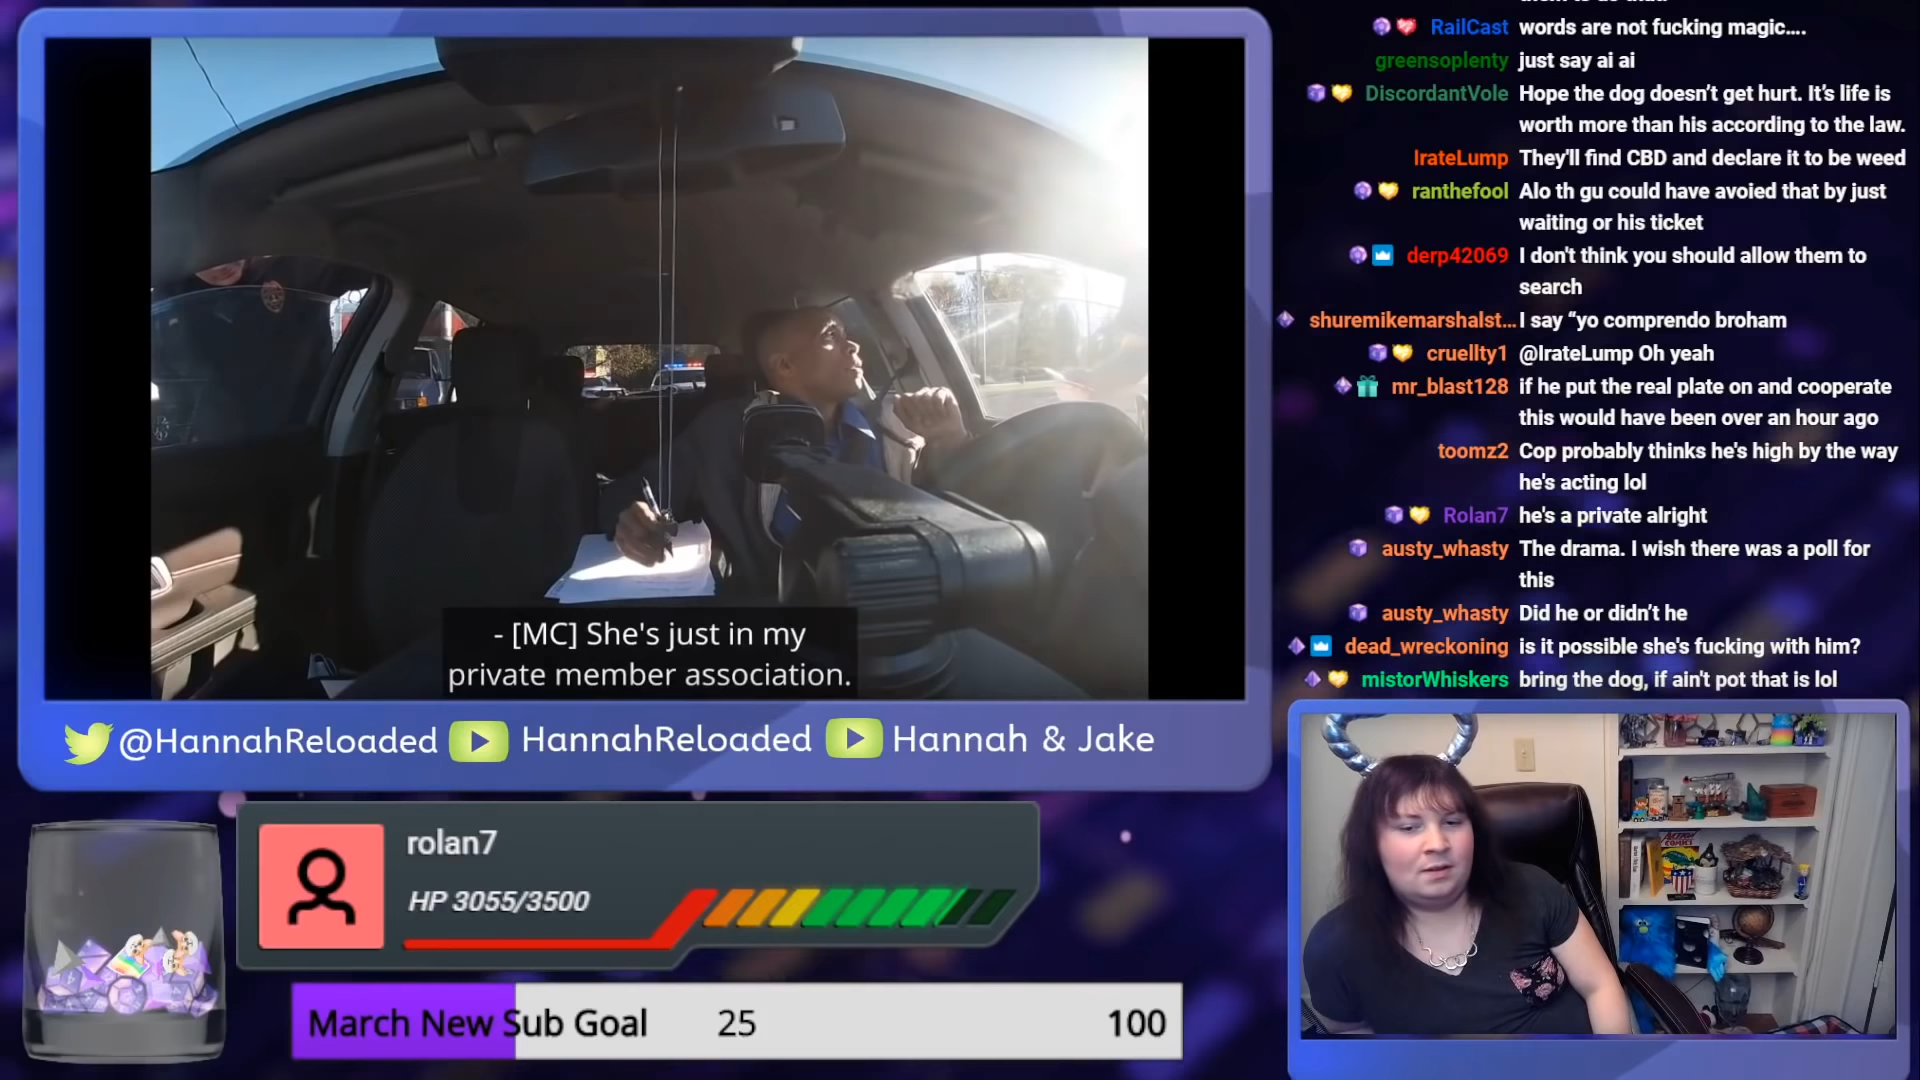 - [MC] She's just in my
private member association.
@HannahReloaded HannahReloaded Hannah & Jake
rolan7
HP 3055/3500
March New Sub Goal 25 100
RailCast words are not fucking magic….
greensoplenty just say ai ai
DiscordantVole Hope the dog doesn’t get hurt. It’s life is
worth more than his according to the law.
IrateLump They'll find CBD and declare it to be weed
ranthefool Alo th gu could have avoied that by just
waiting or his ticket
derp42069 I don't think you should allow them to
search
shuremikemarshalst… I say “yo comprendo broham
cruellty1 @IrateLump Oh yeah
mr_blast128 if he put the real plate on and cooperate
this would have been over an hour ago
toomz2 Cop probably thinks he's high by the way
he's acting lol
Rolan7 he's a private alright
austy_whasty The drama. I wish there was a poll for
this
austy_whasty Did he or didn’t he
dead_wreckoning is it possible she's fucking with him?
mistorWhiskers bring the dog, if ain't pot that is lol